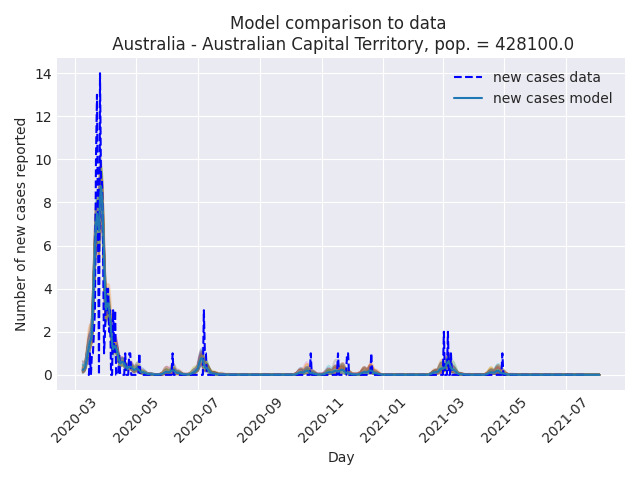 Model comparison to data
Australia - Australian Capital Territory, pop. = 428100.0
new cases data
new cases model
Number of new cases reported
14
12
10
8
6
4
2
0
2020-03
2020-05
2020-07
2020-09
2020-11
2021-01
2021-03
2021-05
2021-07
Day